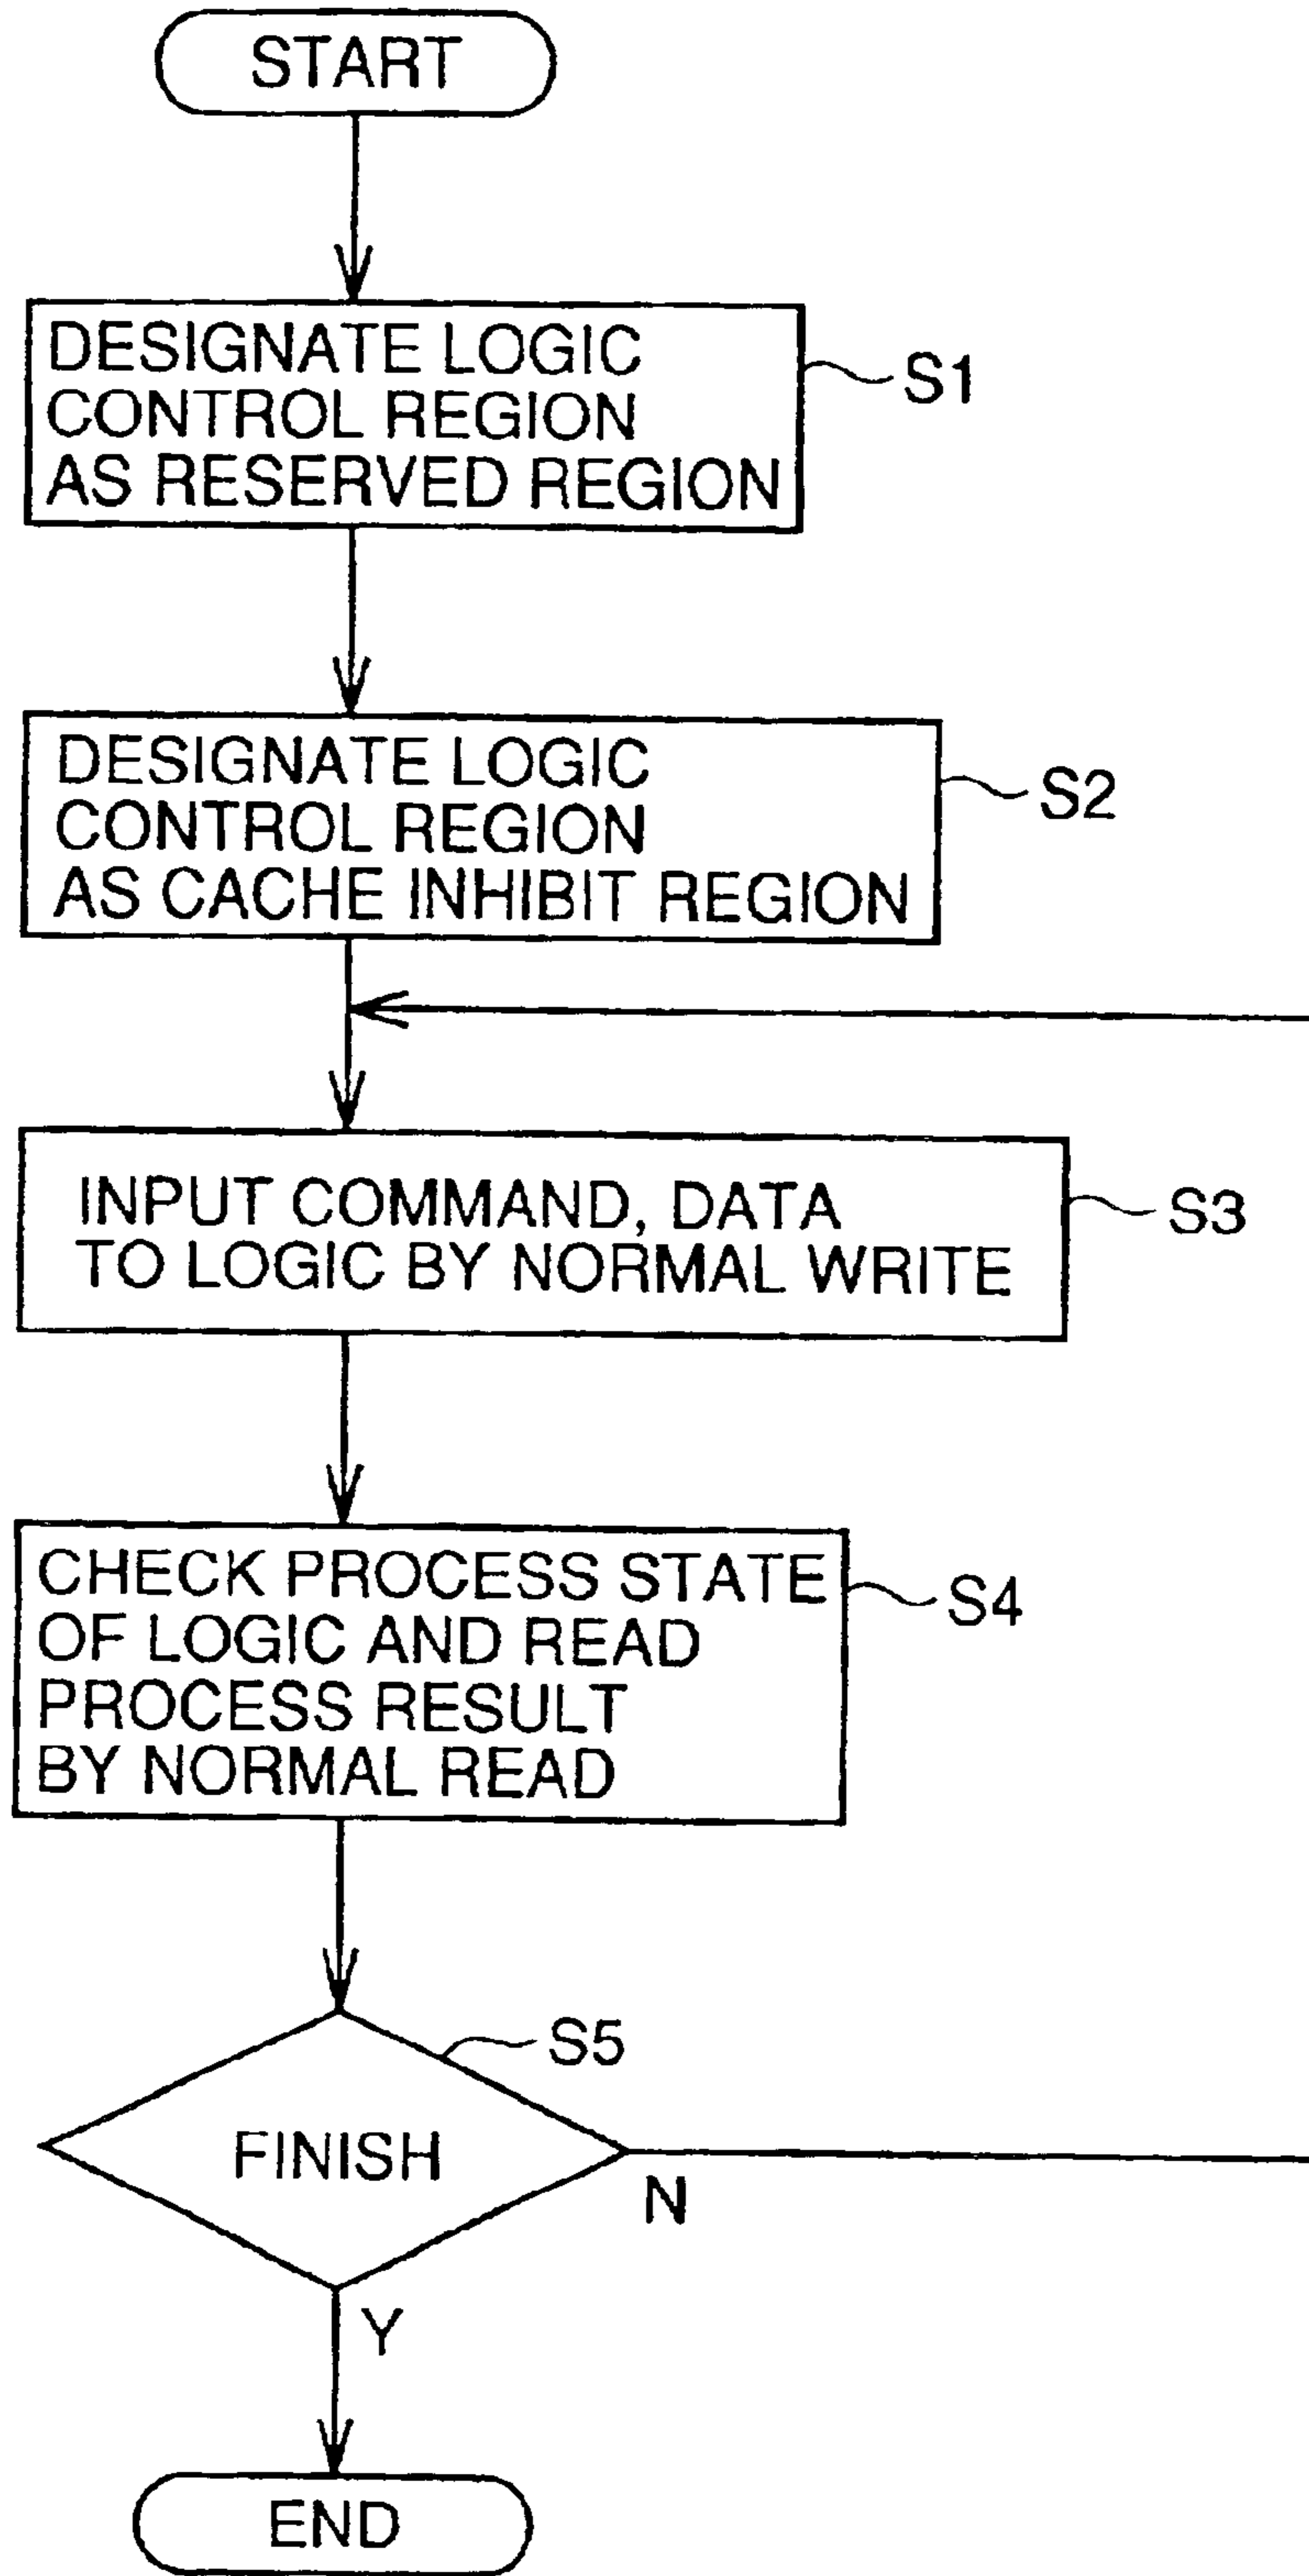 START
DESIGNATE LOGIC
CONTROL REGION
AS RESERVED REGION
S1
DESIGNATE LOGIC
CONTROL REGION
AS CACHE INHIBIT REGION
S2
INPUT COMMAND, DATA
TO LOGIC BY NORMAL WRITE
S3
CHECK PROCESS STATE
OF LOGIC AND READ
PROCESS RESULT
BY NORMAL READ
S4
S5
FINISH
N
Y
END